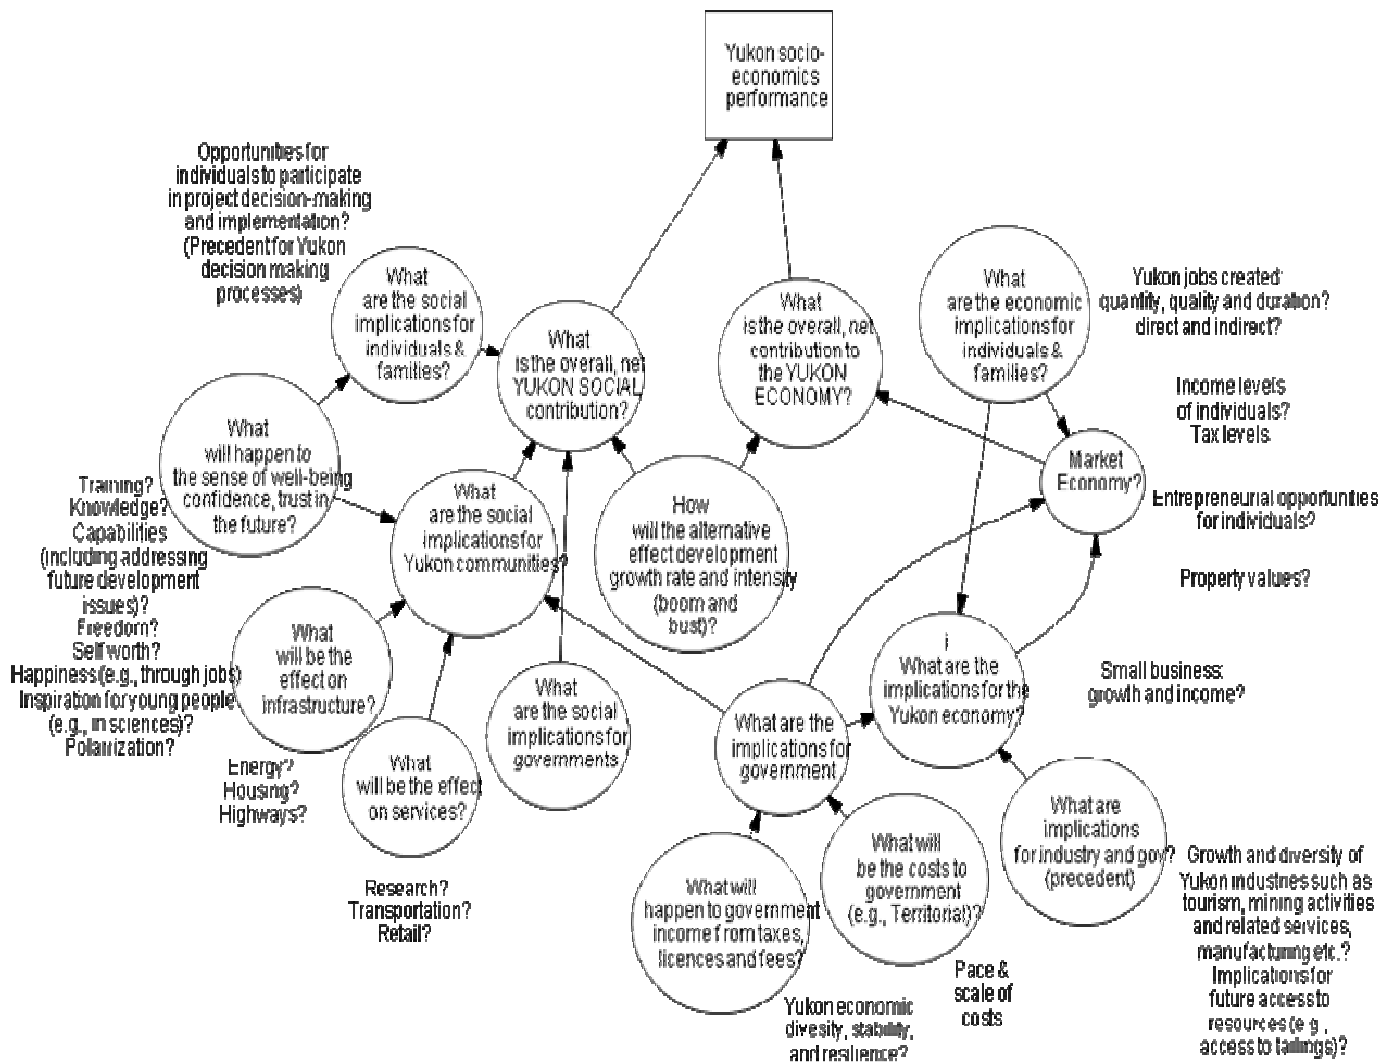 Yukon socio-
economics
performance
Opportunities for
individuals to participate
in project decision-making
and implementation?
(Precedent for Yukon
decision making
processes)
What
are the social
implications for
individuals &
families?
What
is the overall, net
YUKON SOCIAL
contribution?
What
is the overall, net
contribution to
the YUKON
ECONOMY?
What
are the economic
implications for
individuals &
families?
Yukon jobs created:
quantity, quality and duration?
direct and indirect?
Income levels
of individuals?
Tax levels
Market
Economy?
Entrepreneurial opportunities
for individuals?
Property values?
Small business:
growth and income?
What
will happen to
the sense of well-being
confidence, trust in
the future?
Training?
Knowledge?
Capabilities
(including addressing
future development
issues)?
Freedom?
Self worth?
Happiness (e.g., through jobs)
Inspiration for young people
(e.g., in sciences)?
Polarization?
What
are the social
implications for
Yukon communities?
How
will the alternative
effect development
growth rate and intensity
(boom and
bust)?
What
will be the
effect on
infrastructure?
Energy?
Housing?
Highways?
What
will be the effect
on services?
Research?
Transportation?
Retail?
What
are the social
implications for
governments
What are the
implications for
government
i
What are the
implications for the
Yukon economy?
What will
happen to government
income from taxes,
licences and fees?
What will
be the costs to
government
(e.g., Territorial)?
What are
implications
for industry and gov?
(precedent)
Pace &
scale of
costs
Yukon economic
divesity, stability,
and resilience?
Growth and diversity of
Yukon industries such as
tourism, mining activities
and related services,
manufacturing etc.?
Implications for
future access to
resources (e.g.,
access to tailings)?